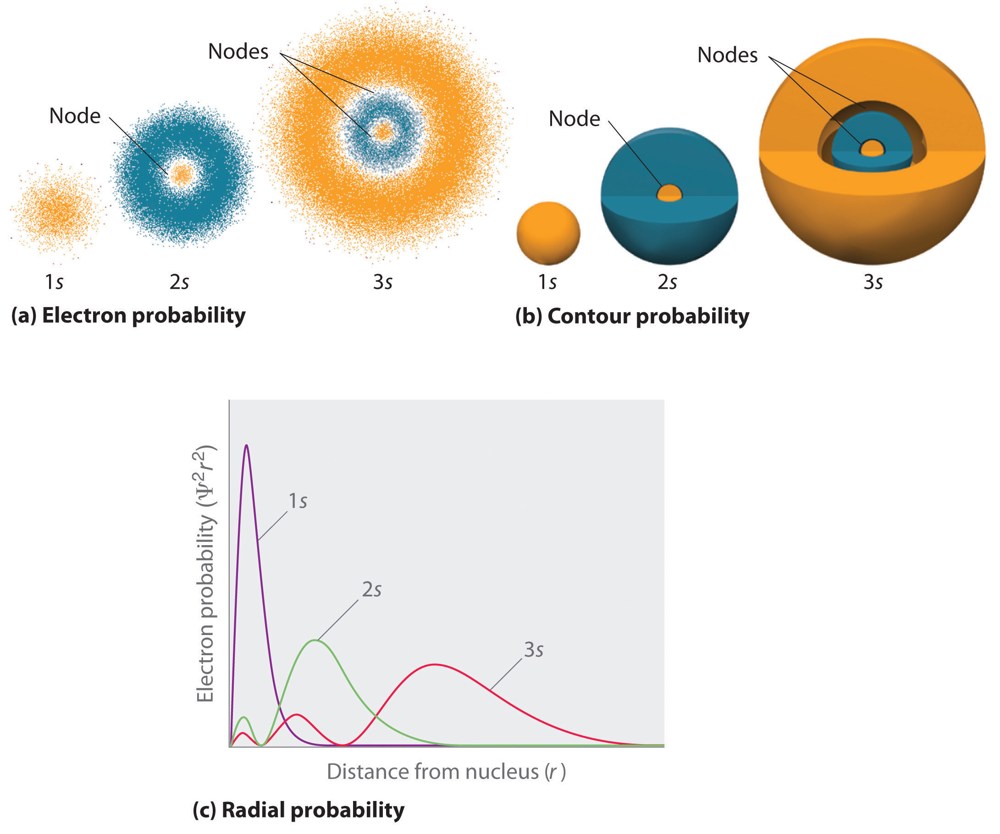 Nodes
Node
1s
2s
3s
(a) Electron probability
Nodes
Node
1s
2s
3s
(b) Contour probability
Electron probability (Ψ²r²)
1s
2s
3s
Distance from nucleus (r )
(c) Radial probability